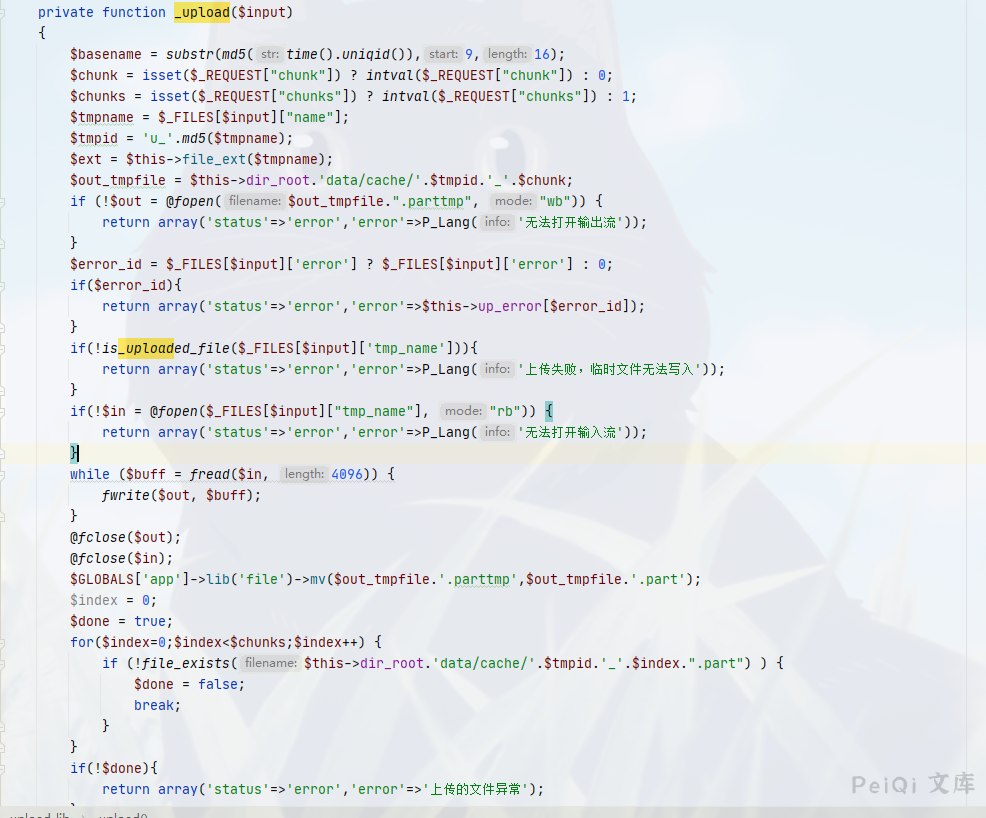 private function _upload($input)
{
$basename = substr(md5( str: time().uniqid()), start: 9, length: 16);
$chunk = isset($_REQUEST["chunk"]) ? intval($_REQUEST["chunk"]) : 0;
$chunks = isset($_REQUEST["chunks"]) ? intval($_REQUEST["chunks"]) : 1;
$tmpname = $_FILES[$input]["name"];
$tmpid = 'u_'.md5($tmpname);
$ext = $this->file_ext($tmpname);
$out_tmpfile = $this->dir_root.'data/cache/'.$tmpid.'_'.$chunk;
if (!$out = @fopen( filename: $out_tmpfile.".parttmp", mode: "wb")) {
return array('status'=>'error','error'=>P_Lang( info: '无法打开输出流'));
}
$error_id = $_FILES[$input]['error'] ? $_FILES[$input]['error'] : 0;
if($error_id){
return array('status'=>'error','error'=>$this->up_error[$error_id]);
}
if(!is_uploaded_file($_FILES[$input]['tmp_name'])){
return array('status'=>'error','error'=>P_Lang( info: '上传失败，临时文件无法写入'));
}
if(!$in = @fopen($_FILES[$input]["tmp_name"], mode: "rb")) {
return array('status'=>'error','error'=>P_Lang( info: '无法打开输入流'));
}
while ($buff = fread($in, length: 4096)) {
fwrite($out, $buff);
}
@fclose($out);
@fclose($in);
$GLOBALS['app']->lib('file')->mv($out_tmpfile.'.parttmp',$out_tmpfile.'.part');
$index = 0;
$done = true;
for($index=0;$index<$chunks;$index++) {
if (!file_exists( filename: $this->dir_root.'data/cache/'.$tmpid.'_'.$index.".part") ) {
$done = false;
break;
}
}
if(!$done){
return array('status'=>'error','error'=>'上传的文件异常');
PeiQi 文库